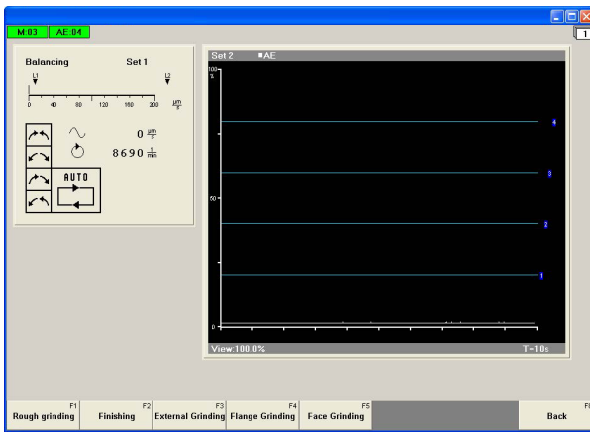 M:03 AE:04
1
Balancing Set 1
L1 L2
0 40 80 120 160 200 µm/s
0 µm/s
8690 1/min
AUTO
Set 2 AE
100
%
4
3
50
2
1
0
View:100.0% T=10s
F1 F2 F3 F4 F5 F8
Rough grinding Finishing External Grinding Flange Grinding Face Grinding Back